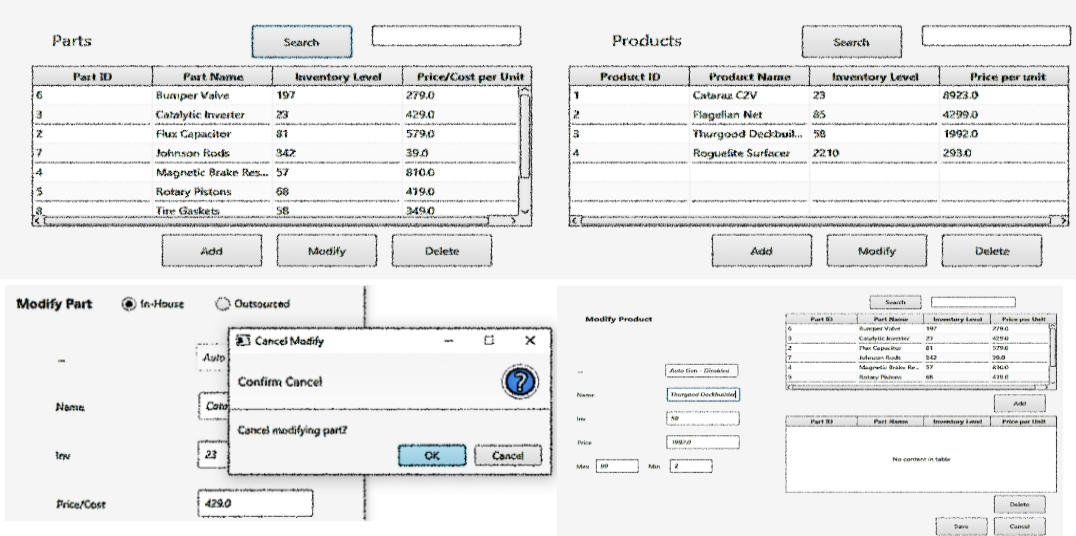 Parts
Search
Part ID Part Name Inventory Level Price/Cost per Unit
6 Bumper Valve 197 279.0
3 Catalytic Inverter 23 429.0
2 Flux Capacitor 81 579.0
7 Johnson Rods 342 39.0
4 Magnetic Brake Res... 57 810.0
5 Rotary Pistons 68 419.0
8 Tire Gaskets 58 349.0
Add Modify Delete
Products
Search
Product ID Product Name Inventory Level Price per unit
1 Cataraz C2V 23 8923.0
2 Flagellan Net 85 4299.0
3 Thurgood Deckbuil... 58 1992.0
4 Roguelite Surfacer 2210 293.0
Add Modify Delete
Modify Part In-House Outsourced
... Auto
Name Cata
Inv 23
Price/Cost 429.0
Cancel Modify
Confirm Cancel
Cancel modifying part?
OK Cancel
Modify Product
... Auto Gen - Disabled
Name Thurgood Deckbuilder
Inv 58
Price 1992.0
Max 99 Min 2
Search
Part ID Part Name Inventory Level Price per Unit
6 Bumper Valve 197 279.0
3 Catalytic Inverter 23 429.0
2 Flux Capacitor 81 579.0
7 Johnson Rods 342 39.0
4 Magnetic Brake Re... 57 810.0
5 Rotary Pistons 68 419.0
Add
Part ID Part Name Inventory Level Price per Unit
No content in table
Delete
Save Cancel